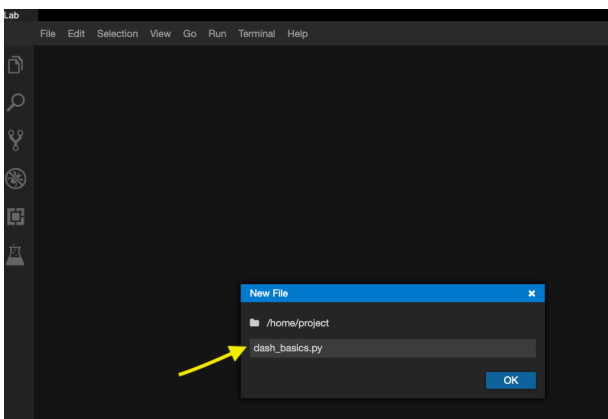 Lab
File Edit Selection View Go Run Terminal Help
New File
/home/project
dash_basics.py
OK